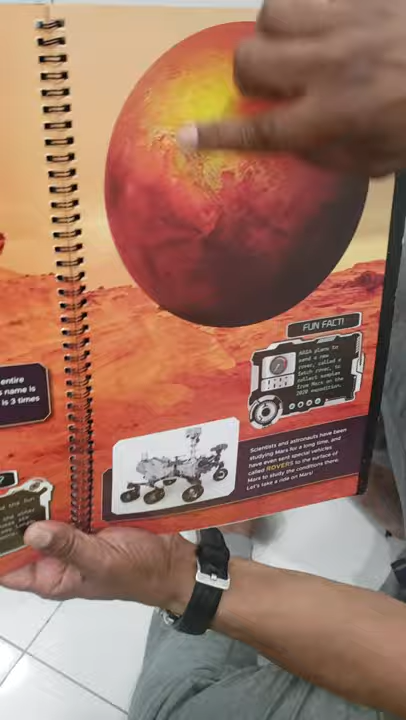 entire
s name is
is 3 times
?
the Sun
FUN FACT!
NASA plans to
send a new
rover, called a
fetch rover, to
collect samples
from Mars on the
2020 expedition.
Scientists and astronauts have been
studying Mars for a long time, and
have even sent special vehicles
called ROVERS to the surface of
Mars to study the conditions there.
Let's take a ride on Mars!